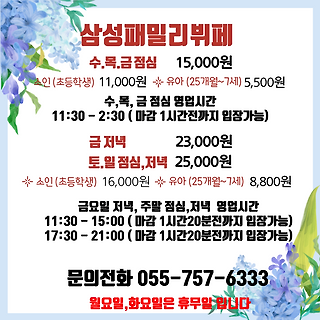 삼성패밀리뷔페
수.목.금 점심 15,000원
소인 (초등학생) 11,000원 유아 (25개월~7세) 5,500원
수,목, 금 점심 영업시간
11:30 - 2:30 ( 마감 1시간전까지 입장가능)
금 저녁 23,000원
토.일 점심,저녁 25,000원
소인 (초등학생) 16,000원 유아 (25개월~7세) 8,800원
금요일 저녁, 주말 점심,저녁 영업시간
11:30 - 15:00 ( 마감 1시간20분전까지 입장가능)
17:30 - 21:00 ( 마감 1시간20분전까지 입장가능)
문의전화 055-757-6333
월요일,화요일은 휴무일 입니다